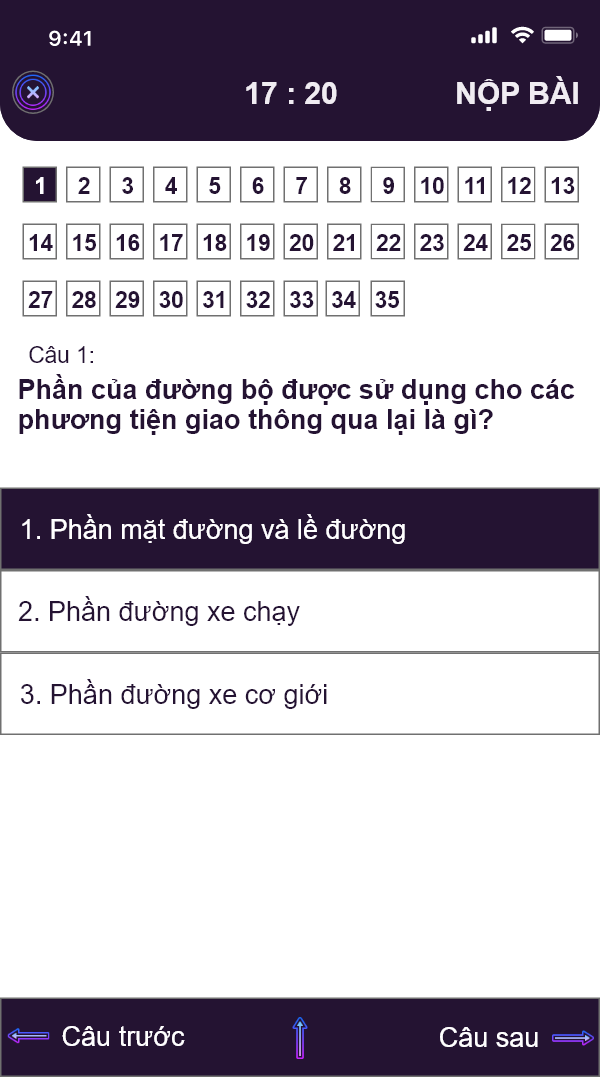 9:41
17 : 20 NỘP BÀI
1 2 3 4 5 6 7 8 9 10 11 12 13
14 15 16 17 18 19 20 21 22 23 24 25 26
27 28 29 30 31 32 33 34 35
Câu 1:
Phần của đường bộ được sử dụng cho các
phương tiện giao thông qua lại là gì?
1. Phần mặt đường và lề đường
2. Phần đường xe chạy
3. Phần đường xe cơ giới
Câu trước Câu sau